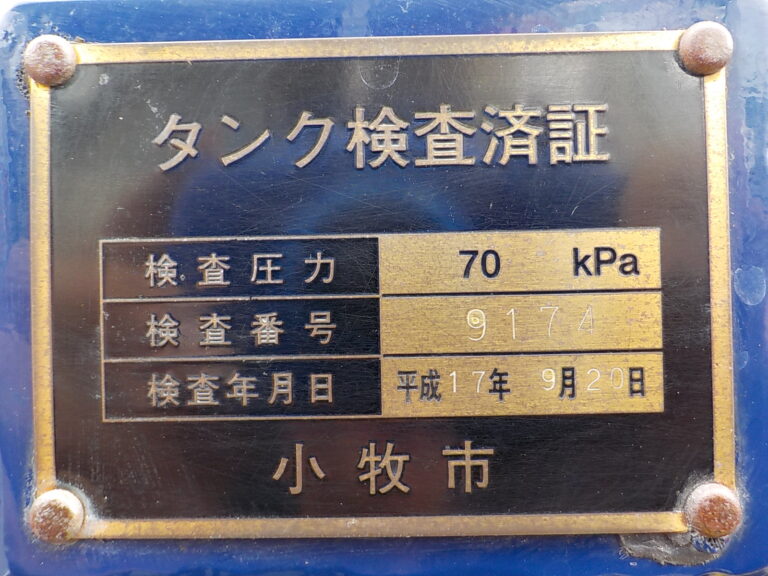 タンク検査済証
検査圧力 70 kPa
検査番号 9174
検査年月日 平成17年 9月20日
小牧市